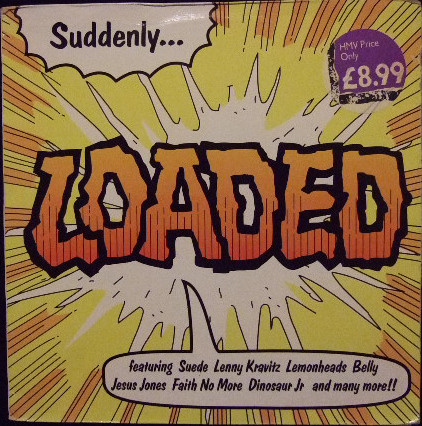 Suddenly...
HMV Price
Only
£8.99
LOADED
featuring Suede Lenny Kravitz Lemonheads Belly
Jesus Jones Faith No More Dinosaur Jr and many more!!